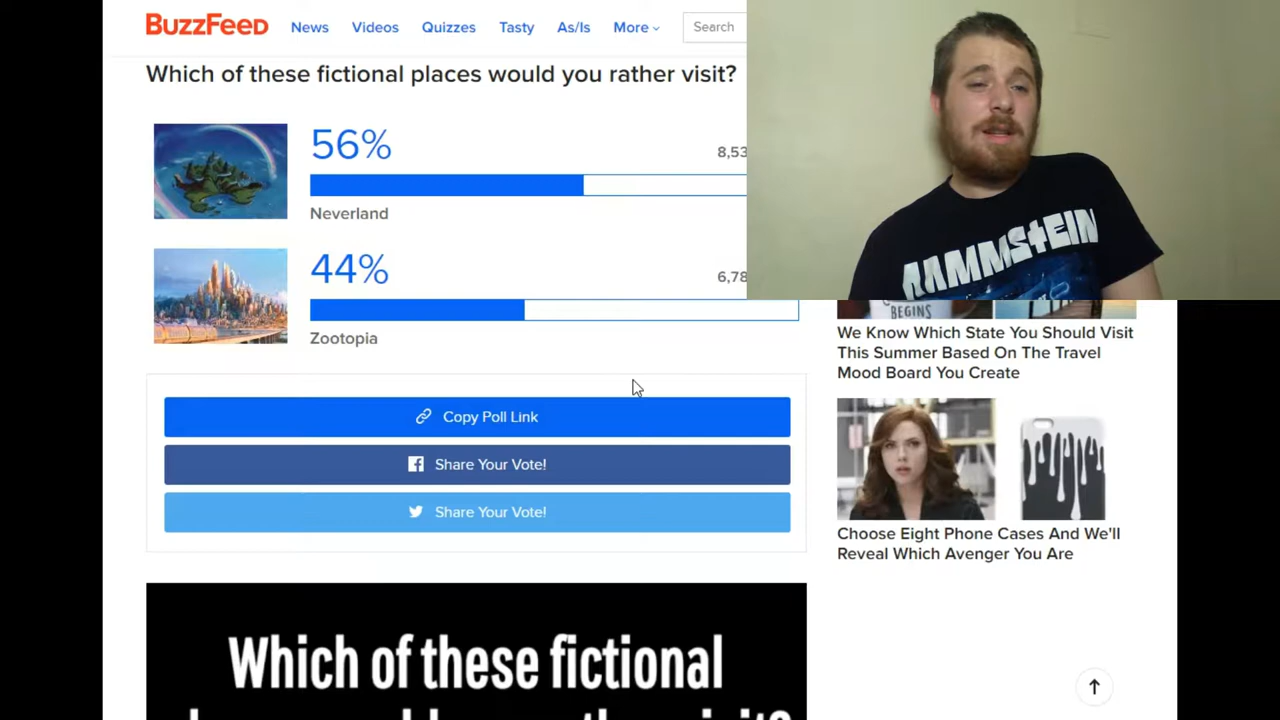 BuzzFeed News Videos Quizzes Tasty As/Is More Search
Which of these fictional places would you rather visit?
56%
8,53
Neverland
44%
6,78
Zootopia
Copy Poll Link
Share Your Vote!
Share Your Vote!
Which of these fictional
RAMMSTEIN
BEGINS
We Know Which State You Should Visit
This Summer Based On The Travel
Mood Board You Create
Choose Eight Phone Cases And We'll
Reveal Which Avenger You Are